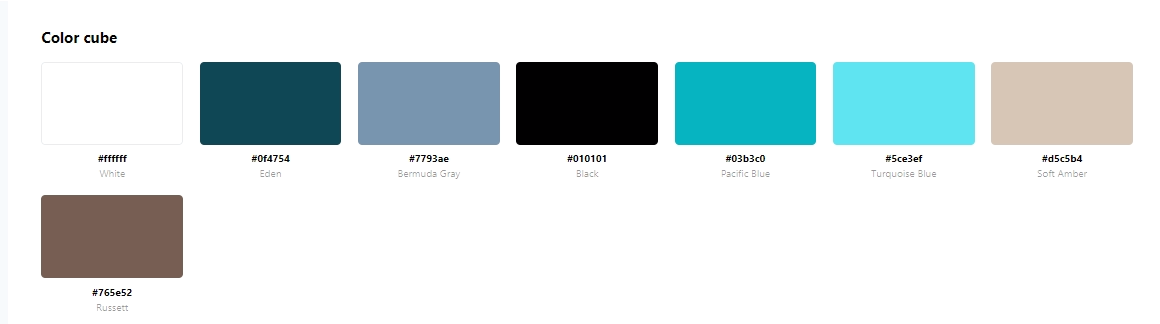 Color cube
#ffffff
White
#0f4754
Eden
#7793ae
Bermuda Gray
#010101
Black
#03b3c0
Pacific Blue
#5ce3ef
Turquoise Blue
#d5c5b4
Soft Amber
#765e52
Russett